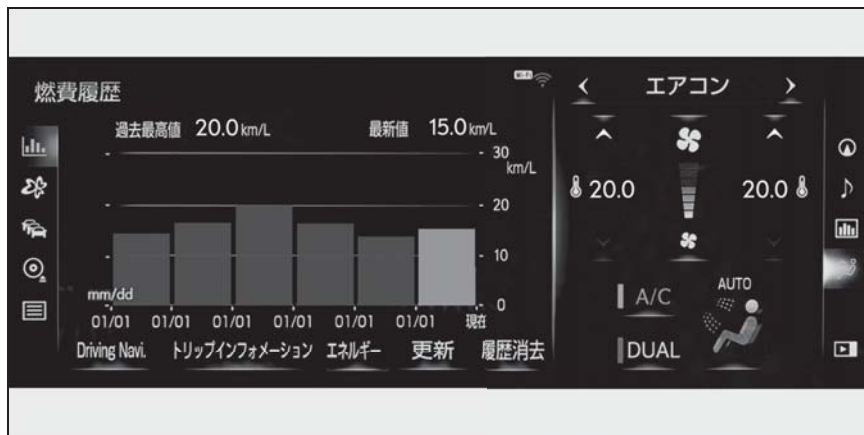 Wi-Fi
燃費履歴
過去最高値 20.0 km/L
最新値 15.0 km/L
30
km/L
20
10
0
mm/dd
01/01 01/01 01/01 01/01 01/01 現在
Driving Navi. トリップインフォメーション エネルギー 更新 履歴消去
エアコン
20.0
20.0
A/C
AUTO
DUAL